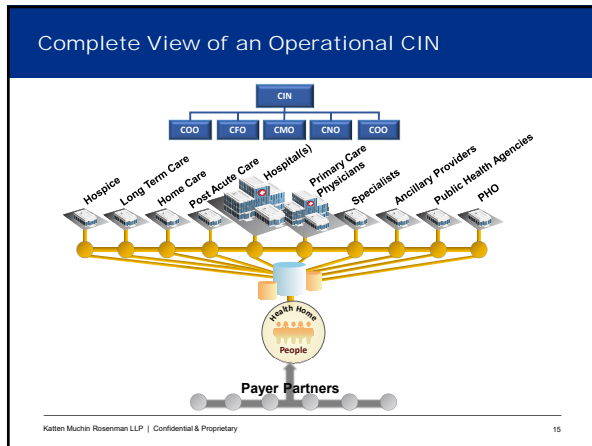 Complete View of an Operational CIN
CIN
COO CFO CMO CNO COO
Hospice
Long Term Care
Home Care
Post Acute Care
Hospital(s)
Primary Care
Physicians
Specialists
Ancillary Providers
Public Health Agencies
PHO
Health Home
People
Payer Partners
Katten Muchin Rosenman LLP | Confidential & Proprietary
15